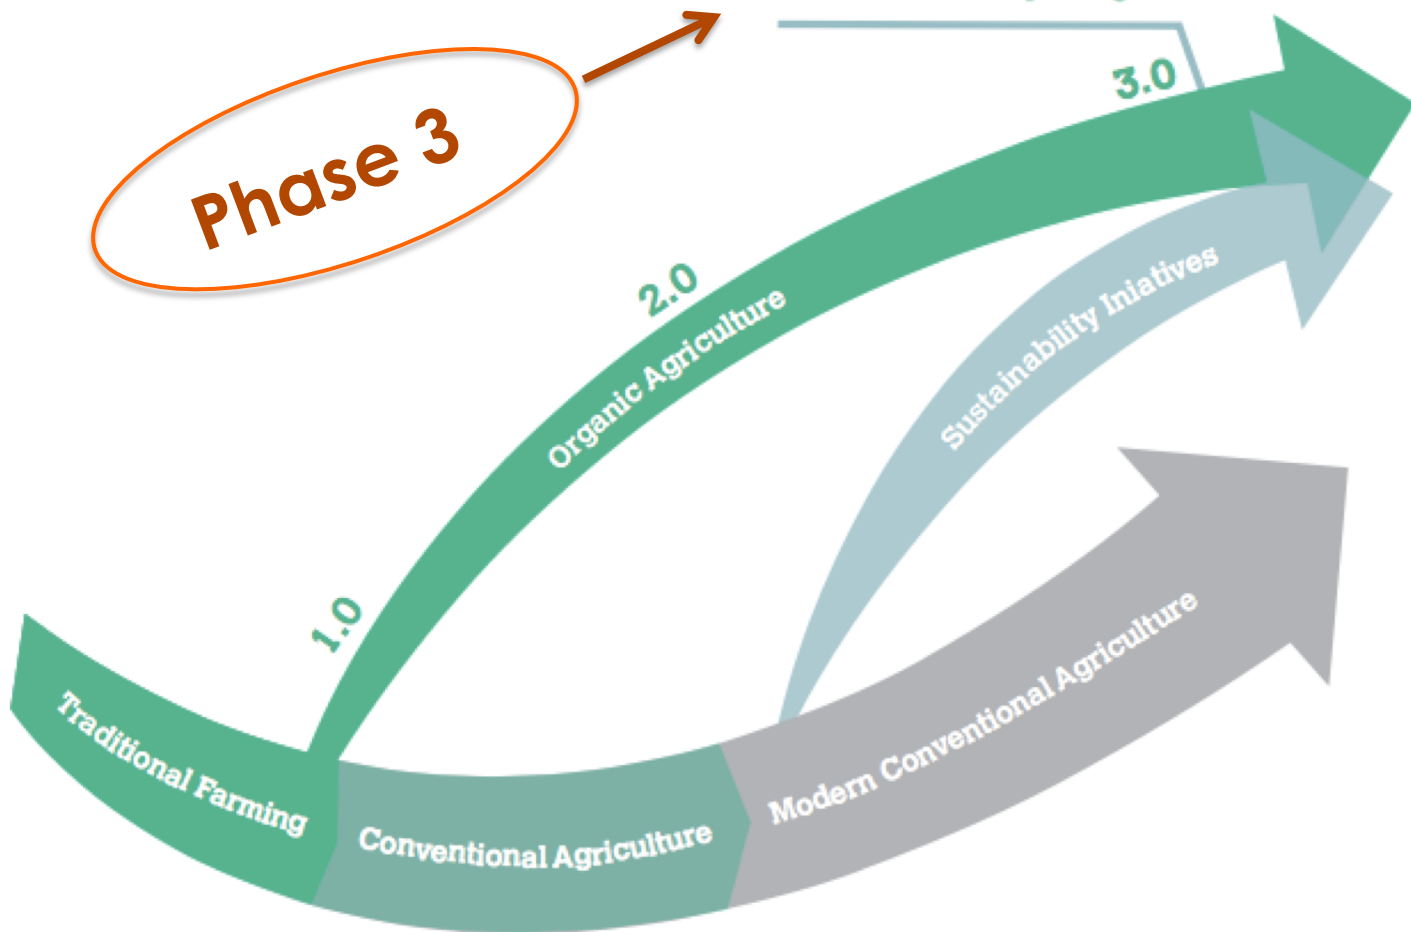 Phase 3
3.0
2.0
Organic Agriculture
Sustainability Iniatives
1.0
Traditional Farming
Conventional Agriculture
Modern Conventional Agriculture